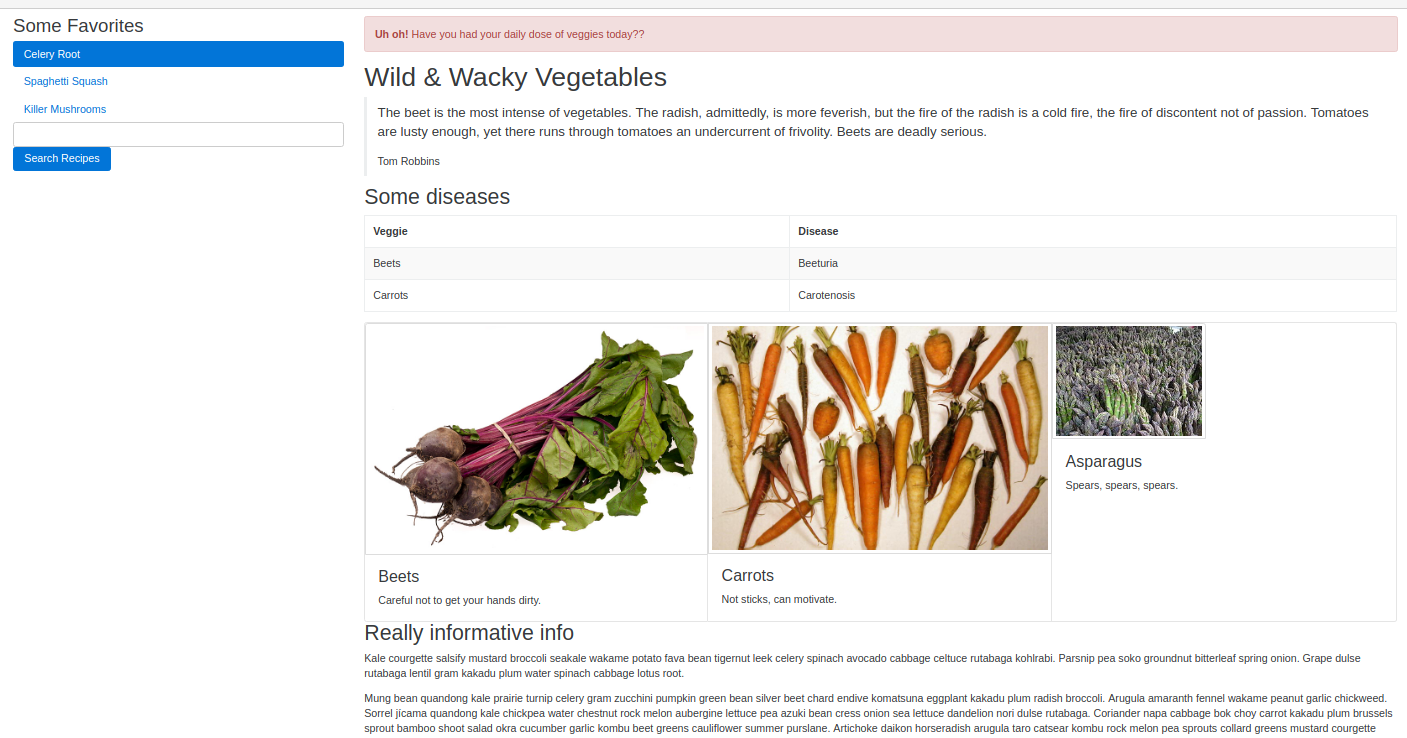 Some Favorites
Celery Root
Spaghetti Squash
Killer Mushrooms
Search Recipes
Uh oh! Have you had your daily dose of veggies today??
Wild & Wacky Vegetables
The beet is the most intense of vegetables. The radish, admittedly, is more feverish, but the fire of the radish is a cold fire, the fire of discontent not of passion. Tomatoes
are lusty enough, yet there runs through tomatoes an undercurrent of frivolity. Beets are deadly serious.
Tom Robbins
Some diseases
Veggie Disease
Beets Beeturia
Carrots Carotenosis
Beets
Careful not to get your hands dirty.
Carrots
Not sticks, can motivate.
Asparagus
Spears, spears, spears.
Really informative info
Kale courgette salsify mustard broccoli seakale wakame potato fava bean tigernut leek celery spinach avocado cabbage celtuce rutabaga kohlrabi. Parsnip pea soko groundnut bitterleaf spring onion. Grape dulse
rutabaga lentil gram kakadu plum water spinach cabbage lotus root.
Mung bean quandong kale prairie turnip celery gram zucchini pumpkin green bean silver beet chard endive komatsuna eggplant kakadu plum radish broccoli. Arugula amaranth fennel wakame peanut garlic chickweed.
Sorrel jícama quandong kale chickpea water chestnut rock melon aubergine lettuce pea azuki bean cress onion sea lettuce dandelion nori dulse rutabaga. Coriander napa cabbage bok choy carrot kakadu plum brussels
sprout bamboo shoot salad okra cucumber garlic kombu beet greens cauliflower summer purslane. Artichoke daikon horseradish arugula taro catsear kombu rock melon pea sprouts collard greens mustard courgette